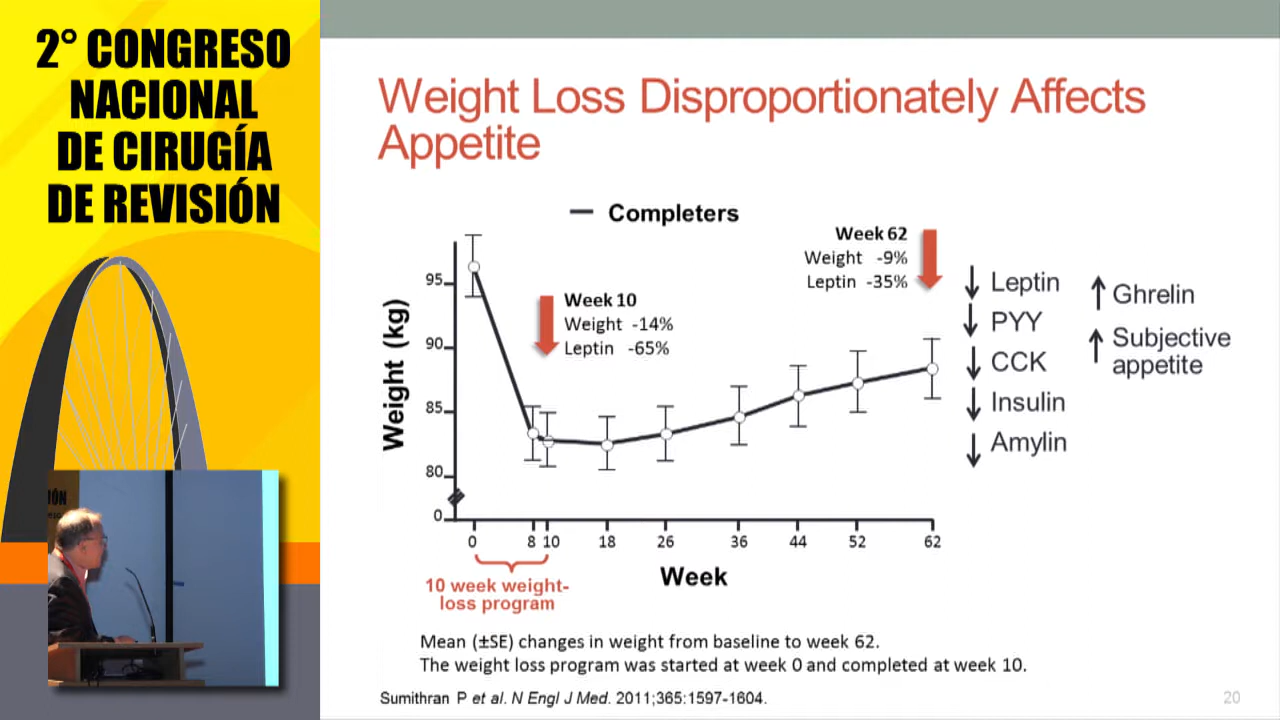 2° CONGRESO
NACIONAL
DE CIRUGÍA
DE REVISIÓN
Weight Loss Disproportionately Affects
Appetite
Completers
Week 62
Weight -9%
Leptin -35%
Week 10
Weight -14%
Leptin -65%
Weight (kg)
95
90
85
80
0
0 8 10 18 26 36 44 52 62
Week
10 week weight-
loss program
↓ Leptin
↓ PYY
↓ CCK
↓ Insulin
↓ Amylin
↑ Ghrelin
↑ Subjective
appetite
Mean (±SE) changes in weight from baseline to week 62.
The weight loss program was started at week 0 and completed at week 10.
Sumithran P et al. N Engl J Med. 2011;365:1597-1604.
20